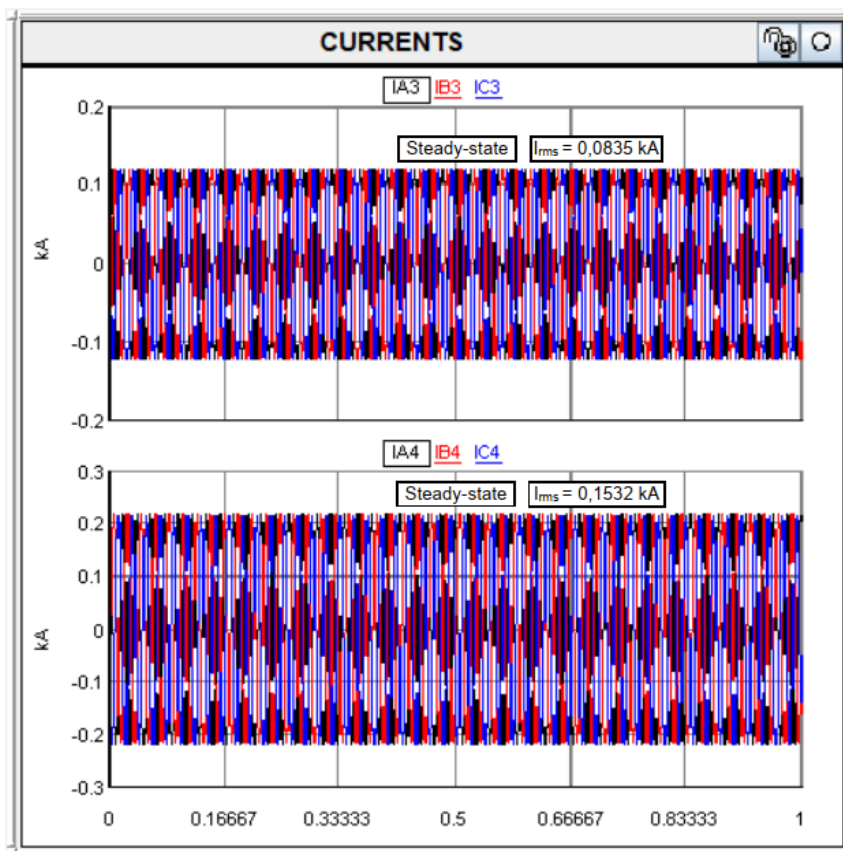 CURRENTS
IA3 IB3 IC3
0.2
Steady-state Irms = 0,0835 kA
0.1
kA
0
-0.1
-0.2
IA4 IB4 IC4
0.3
Steady-state Irms = 0,1532 kA
0.2
0.1
kA
0
-0.1
-0.2
-0.3
0 0.16667 0.33333 0.5 0.66667 0.83333 1